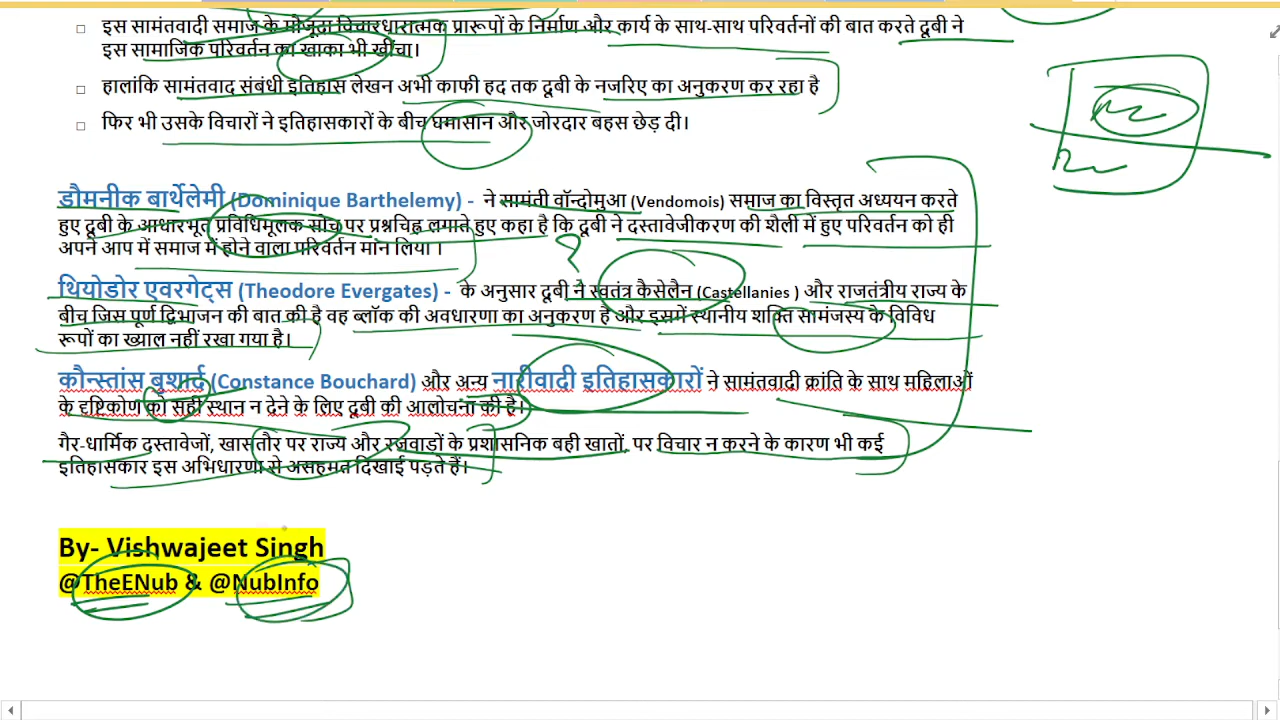 □ इस सामंतवादी समाज के मौजूदा विचारधारात्मक प्रारूपों के निर्माण और कार्य के साथ-साथ परिवर्तनों की बात करते दूबी ने
इस सामाजिक परिवर्तन का खाका भी खींचा।
□ हालांकि सामंतवाद संबंधी इतिहास लेखन अभी काफी हद तक दूबी के नजरिए का अनुकरण कर रहा है
□ फिर भी उसके विचारों ने इतिहासकारों के बीच घमासान और जोरदार बहस छेड़ दी।
डौमनीक बार्थेलेमी (Dominique Barthelemy) - ने सामंती वॉन्दोमुआ (Vendomois) समाज का विस्तृत अध्ययन करते
हुए दूबी के आधारभूत प्रविधिमूलक सोच पर प्रश्नचिह्न लगाते हुए कहा है कि दूबी ने दस्तावेजीकरण की शैली में हुए परिवर्तन को ही
अपने आप में समाज में होने वाला परिवर्तन मान लिया ।
थियोडोर एवरगेट्स (Theodore Evergates) - के अनुसार दूबी ने स्वतंत्र कैसेलैन (Castellanies ) और राजतंत्रीय राज्य के
बीच जिस पूर्ण द्विभाजन की बात की है वह ब्लॉक की अवधारणा का अनुकरण है और इसमें स्थानीय शक्ति सामंजस्य के विविध
रूपों का ख्याल नहीं रखा गया है।
कौन्स्तांस बुशार्द (Constance Bouchard) और अन्य नारीवादी इतिहासकारों ने सामंतवादी क्रांति के साथ महिलाओं
के दृष्टिकोण को सही स्थान न देने के लिए दूबी की आलोचना की है।
गैर-धार्मिक दस्तावेजों, खास तौर पर राज्य और रजवाड़ों के प्रशासनिक बही खातों, पर विचार न करने के कारण भी कई
इतिहासकार इस अभिधारणा से असहमत दिखाई पड़ते हैं।
By- Vishwajeet Singh
@TheENub & @NubInfo